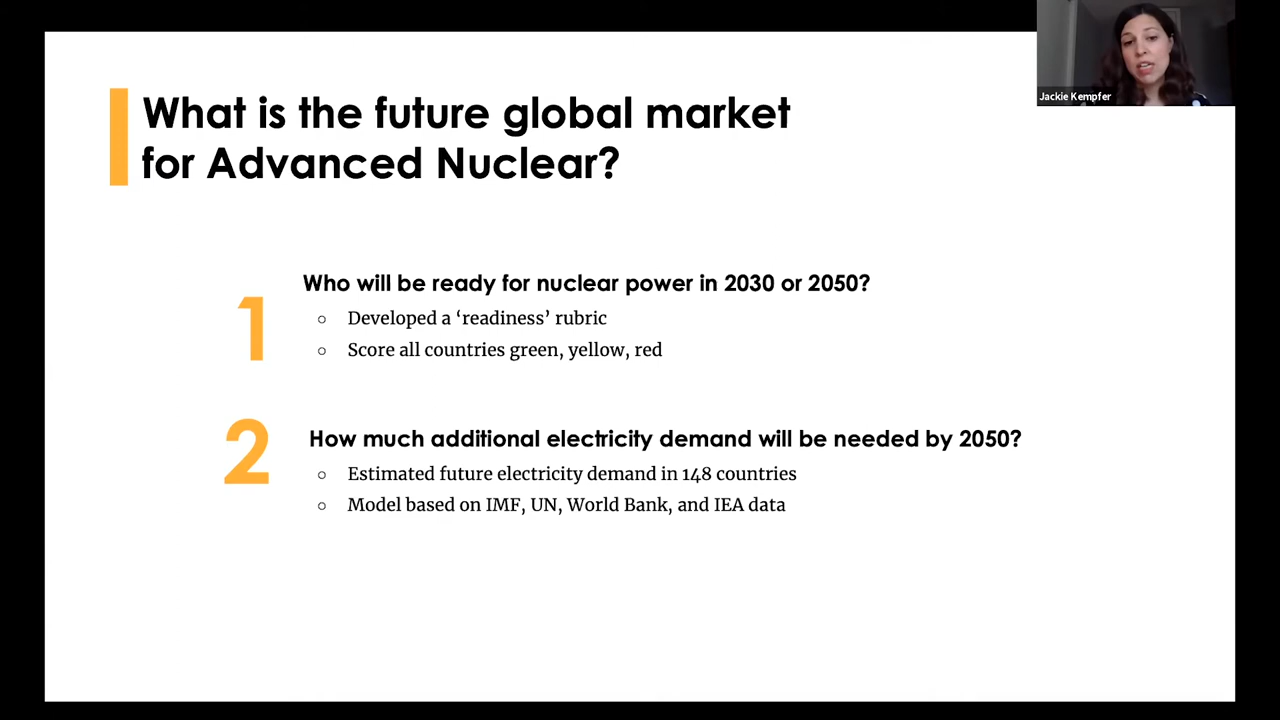 Jackie Kempfer
What is the future global market
for Advanced Nuclear?
1
Who will be ready for nuclear power in 2030 or 2050?
○ Developed a ‘readiness’ rubric
○ Score all countries green, yellow, red
2
How much additional electricity demand will be needed by 2050?
○ Estimated future electricity demand in 148 countries
○ Model based on IMF, UN, World Bank, and IEA data